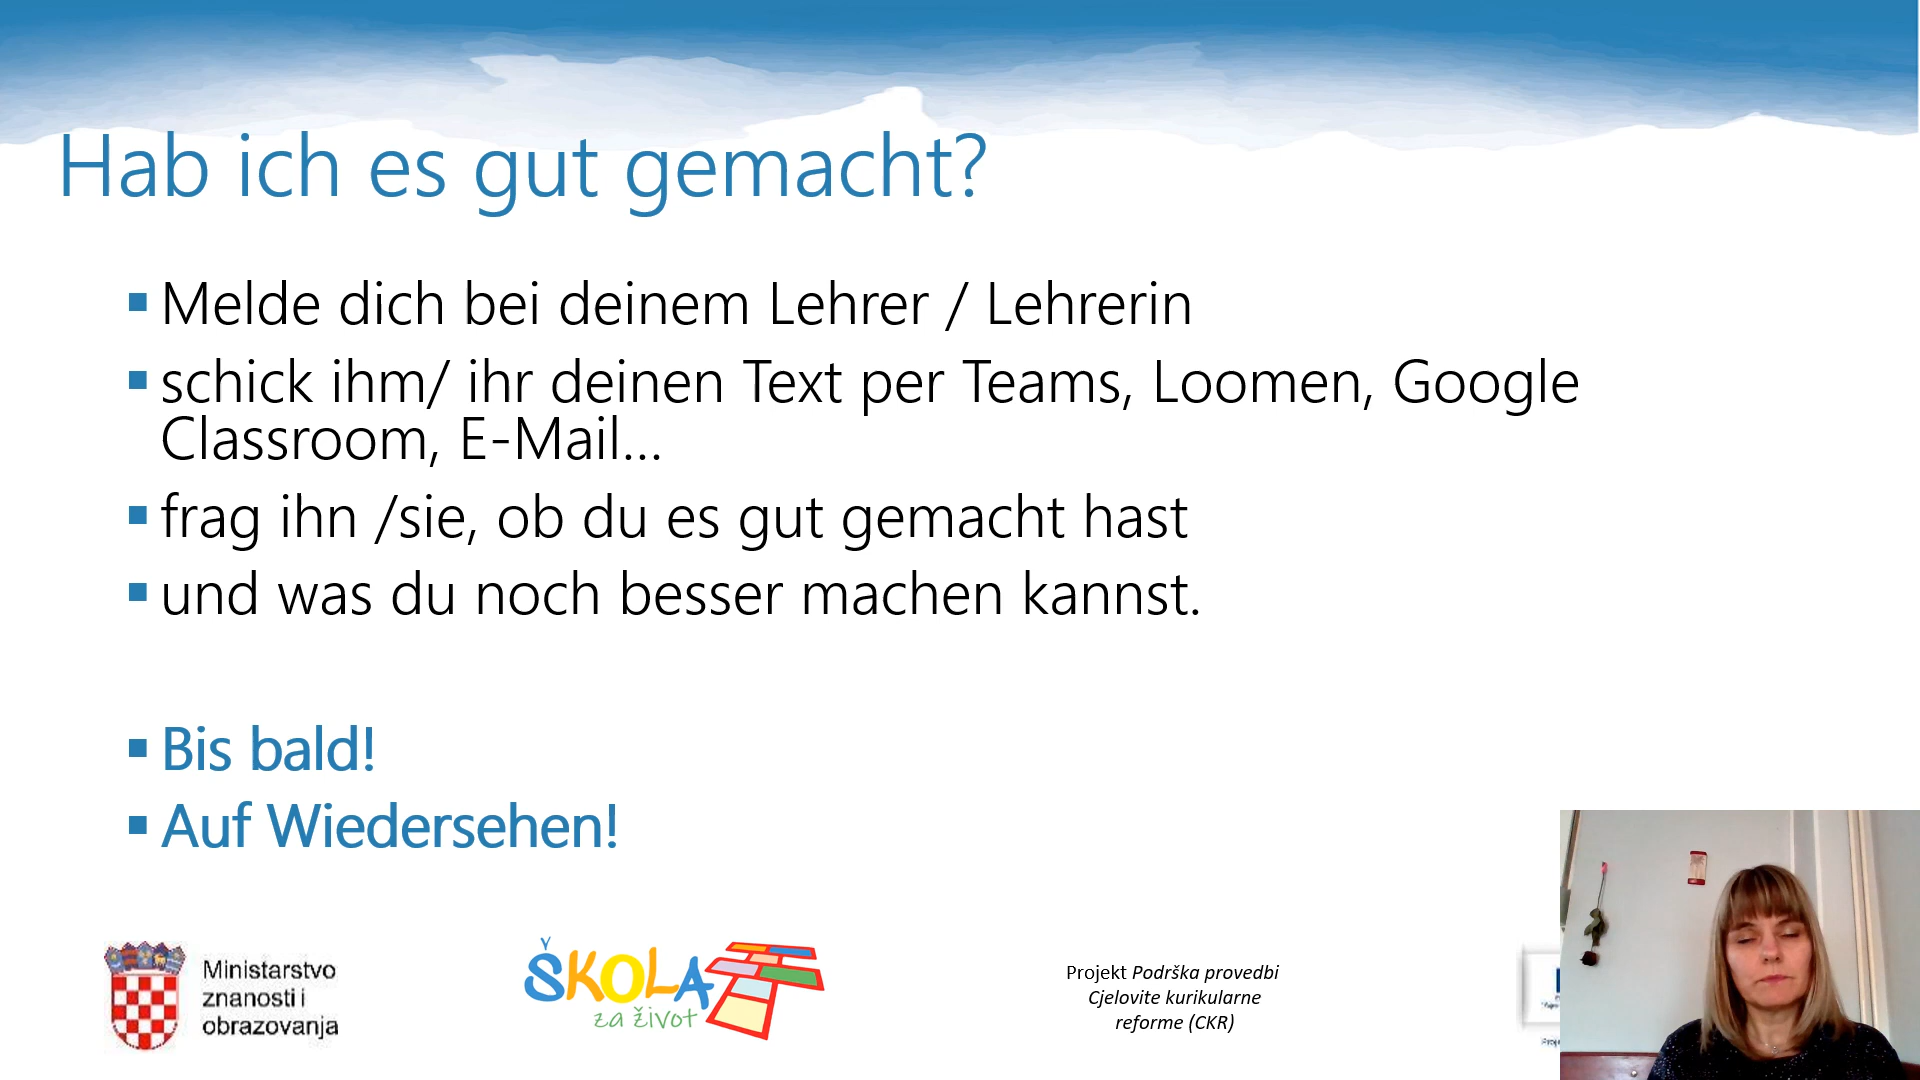 Hab ich es gut gemacht?
Melde dich bei deinem Lehrer / Lehrerin
schick ihm/ ihr deinen Text per Teams, Loomen, Google
Classroom, E-Mail...
frag ihn /sie, ob du es gut gemacht hast
und was du noch besser machen kannst.
Bis bald!
Auf Wiedersehen!
Ministarstvo
znanosti i
obrazovanja
ŠKOLA
za život
Projekt Podrška provedbi
Cjelovite kurikularne
reforme (CKR)